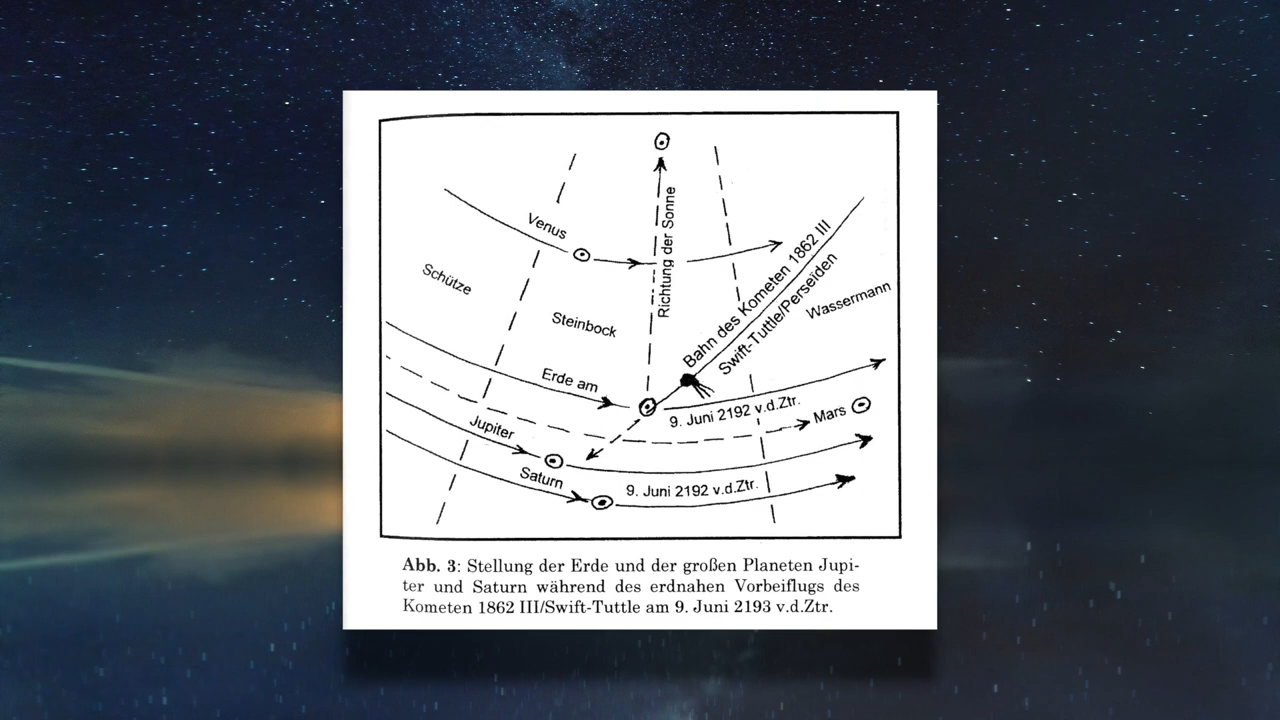 Venus
Richtung der Sonne
Bahn des Kometen 1862 III
Swift-Tuttle/Perseïden
Schütze
Steinbock
Wassermann
Erde am
9. Juni 2192 v.d.Ztr.
Mars
Jupiter
Saturn
9. Juni 2192 v.d.Ztr.
Abb. 3: Stellung der Erde und der großen Planeten Jupi-
ter und Saturn während des erdnahen Vorbeiflugs des
Kometen 1862 III/Swift-Tuttle am 9. Juni 2193 v.d.Ztr.